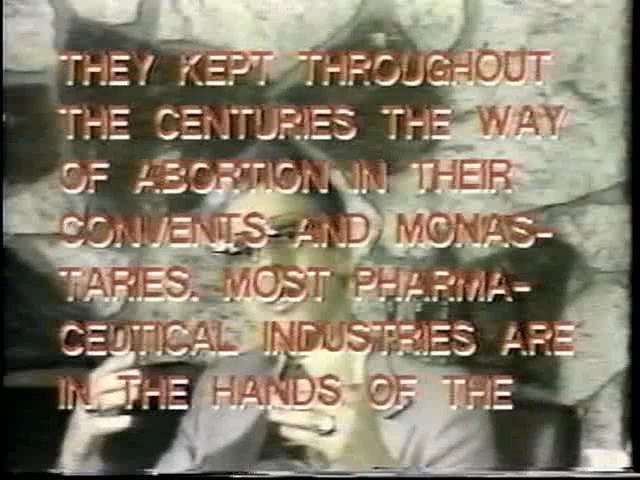 THEY KEPT THROUGHOUT
THE CENTURIES THE WAY
OF ABORTION IN THEIR
CONVENTS AND MONAS-
TARIES. MOST PHARMA-
CEUTICAL INDUSTRIES ARE
IN THE HANDS OF THE